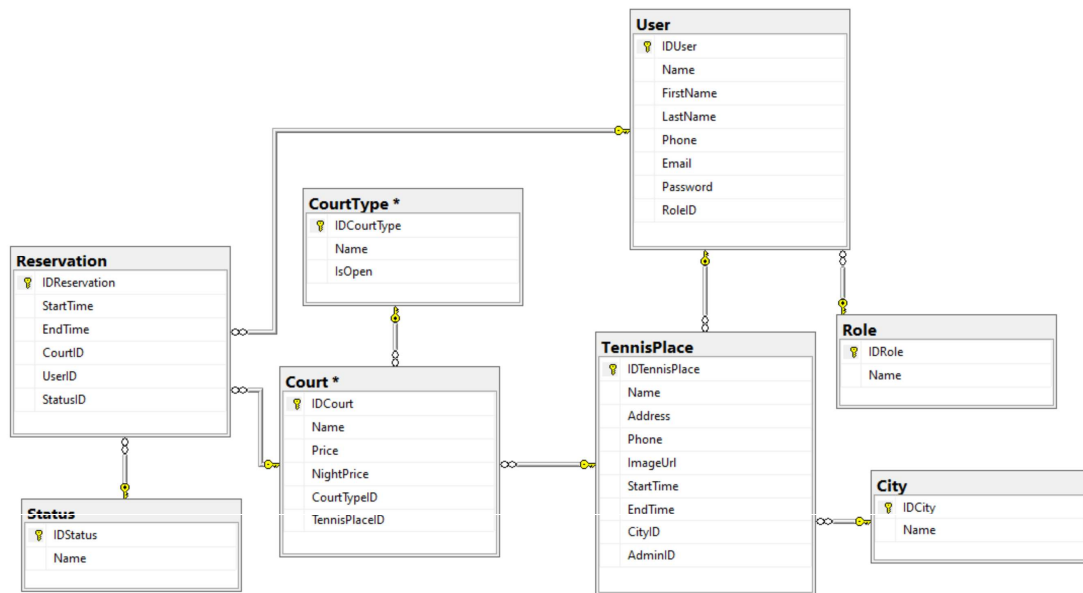 User
IDUser
Name
FirstName
LastName
Phone
Email
Password
RoleID
CourtType *
IDCourtType
Name
IsOpen
Reservation
IDReservation
StartTime
EndTime
CourtID
UserID
StatusID
Role
IDRole
Name
TennisPlace
IDTennisPlace
Name
Address
Phone
ImageUrl
StartTime
EndTime
CityID
AdminID
Court *
IDCourt
Name
Price
NightPrice
CourtTypeID
TennisPlaceID
City
IDCity
Name
Status
IDStatus
Name